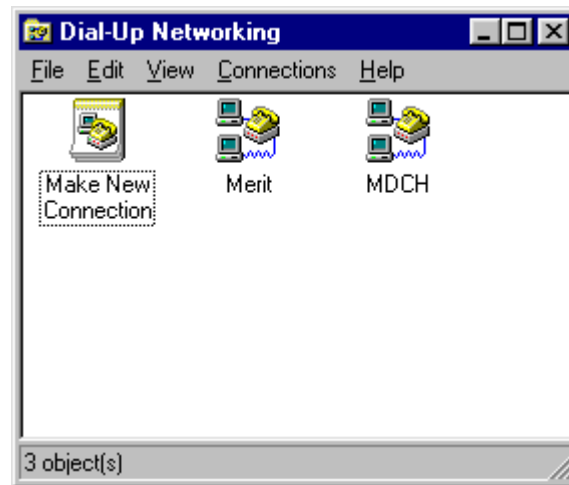 Dial-Up Networking
File Edit View Connections Help
Make New Connection
Merit
MDCH
3 object(s)